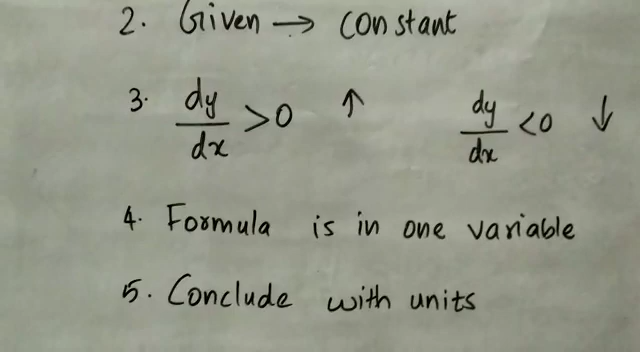 2. Given → constant
3. dy/dx > 0 ↑ dy/dx < 0 ↓
4. Formula is in one variable
5. Conclude with units